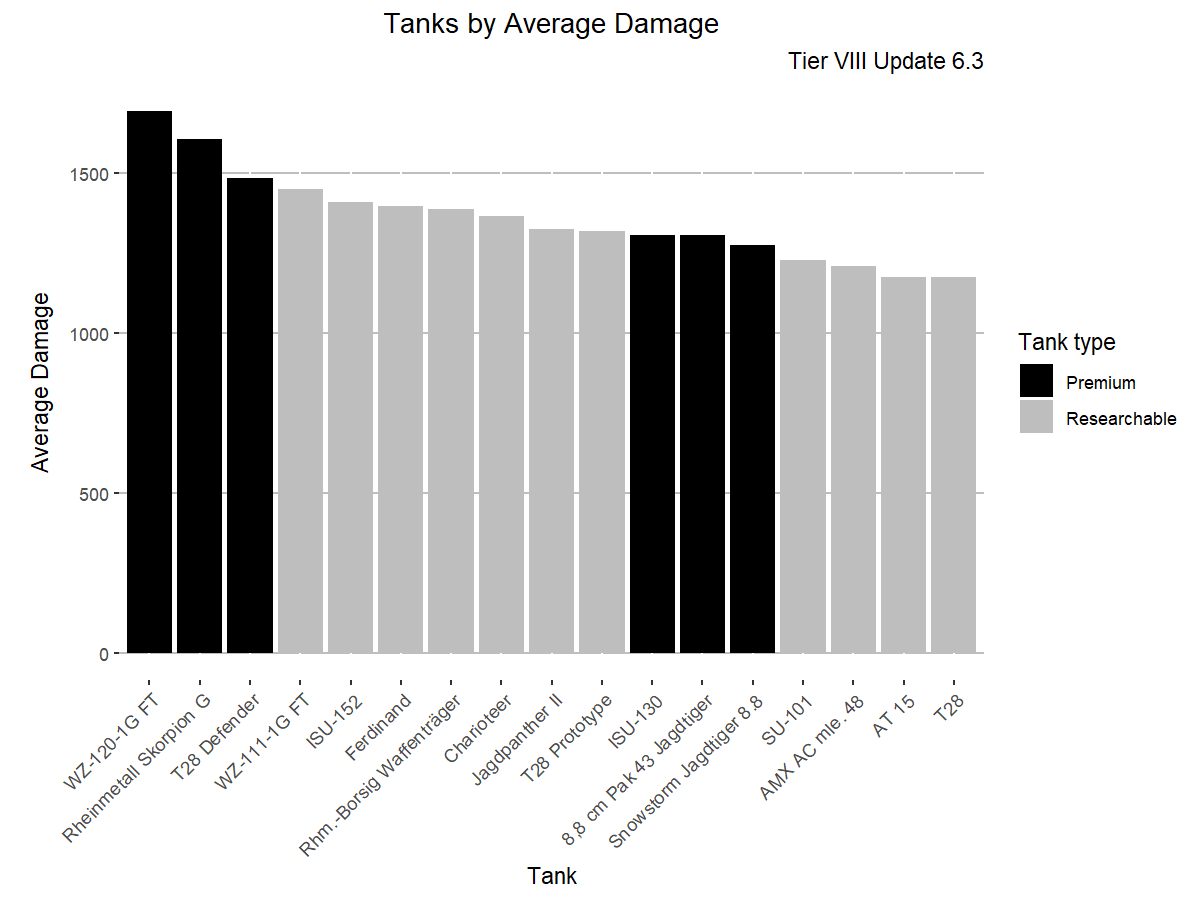 Tanks by Average Damage
Tier VIII Update 6.3
Average Damage
1500
1000
500
0
WZ-120-1G FT
Rheinmetall Skorpion G
T28 Defender
WZ-111-1G FT
ISU-152
Ferdinand
Rhm.-Borsig Waffenträger
Charioteer
Jagdpanther II
T28 Prototype
ISU-130
8,8 cm Pak 43 Jagdtiger
Snowstorm Jagdtiger 8.8
SU-101
AMX AC mle. 48
AT 15
T28
Tank
Tank type
Premium
Researchable